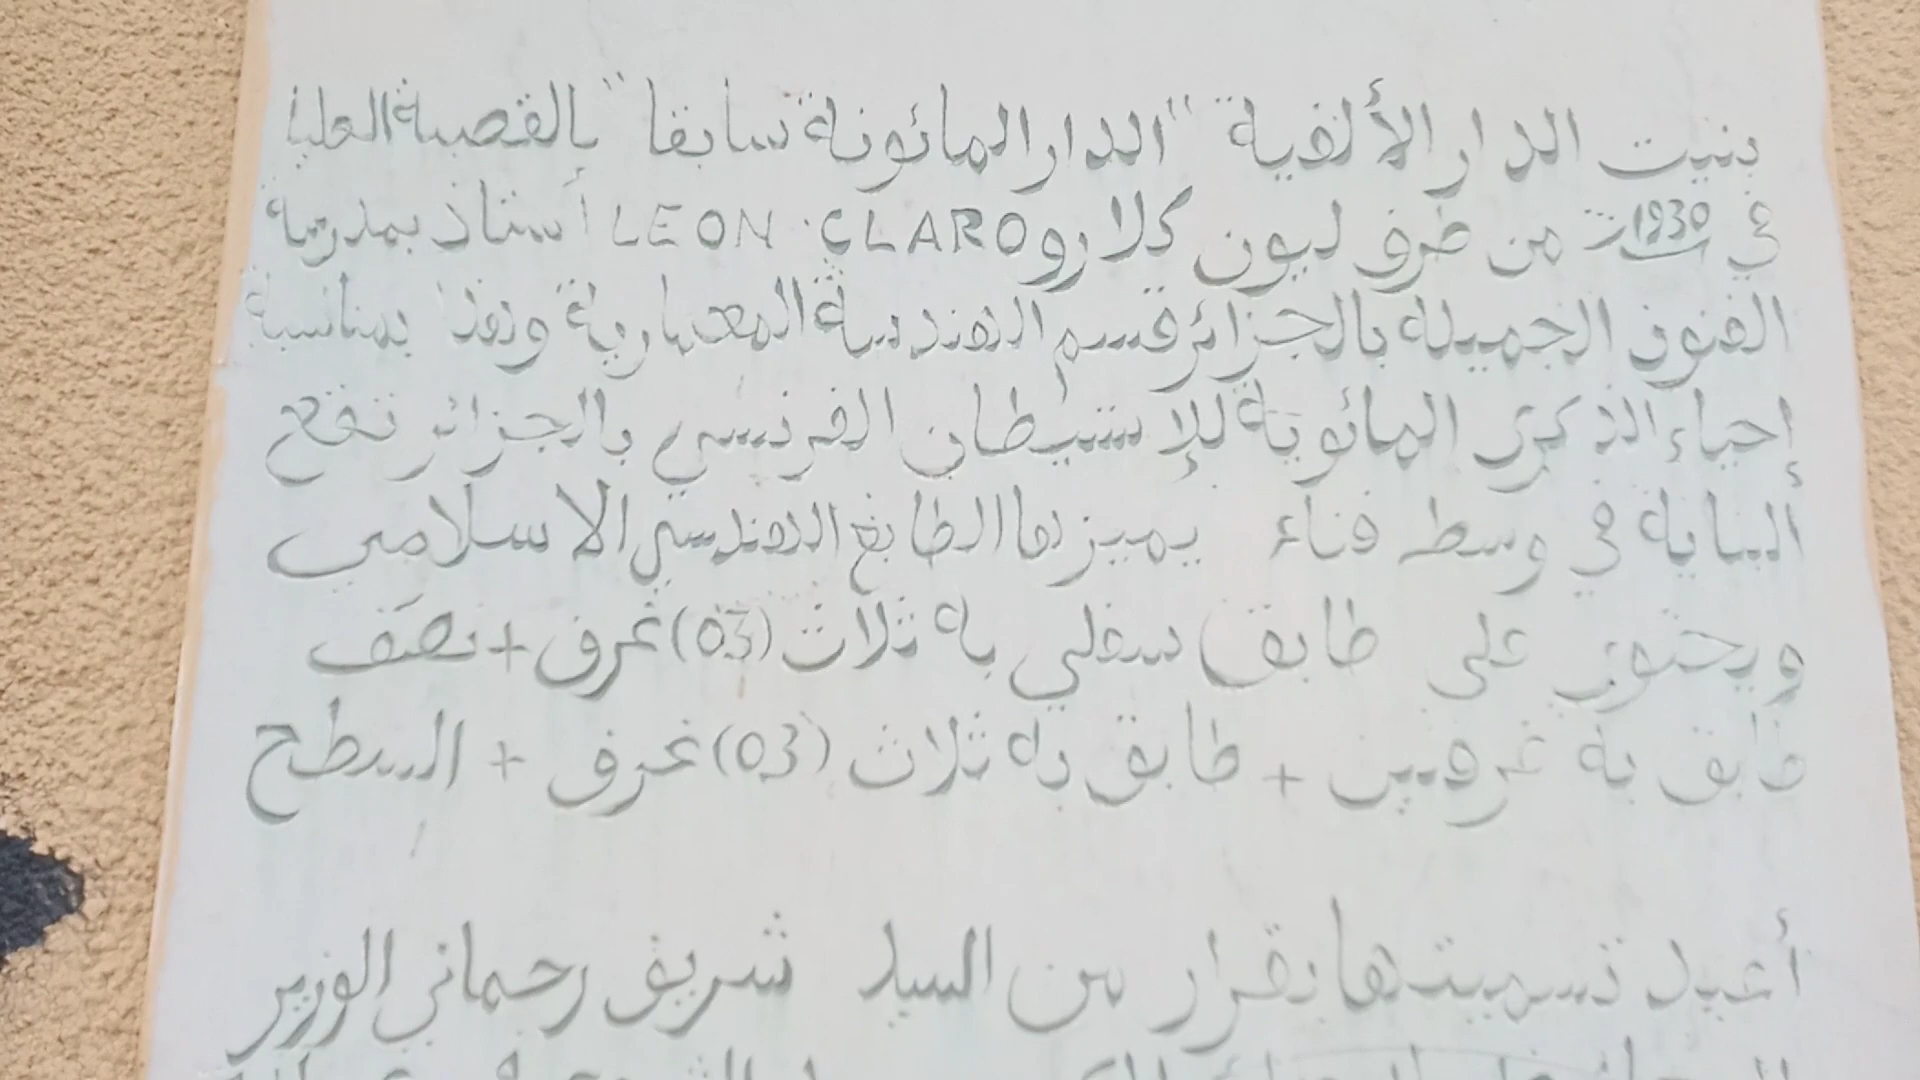 بنيت الدار الألفية "الدار المائونة سابقا" بالقصبة العليا
في 1930 من طرف ليون كلارو LEON CLARO أستاذ بمدرسة
الفنون الجميلة بالجزائر قسم الهندسة المعمارية وهذا بمناسبة
إحياء الذكرى المائوية للإستيطان الفرنسي بالجزائر تقع
البناية في وسط فناء يميزها الطابع الهندسي الاسلامي
ويحتوي على طابق سفلي به ثلاث (03) غرف + نصف
طابق به غرفتين + طابق به ثلاث (03) غرف + السطح
أعيد تسميتها بقرار من السيد شريف رحماني الوزير